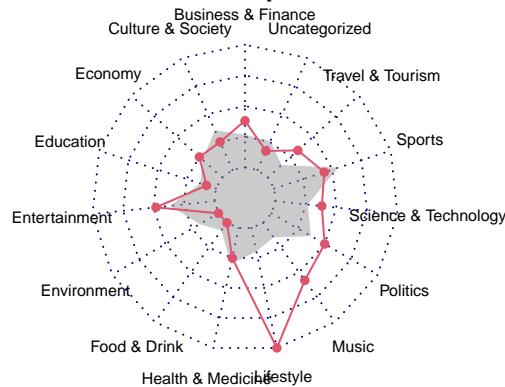 Business & Finance
Culture & Society
Uncategorized
Economy
Travel & Tourism
Education
Sports
Entertainment
Science & Technology
Environment
Politics
Food & Drink
Music
Health & Medicine
Lifestyle